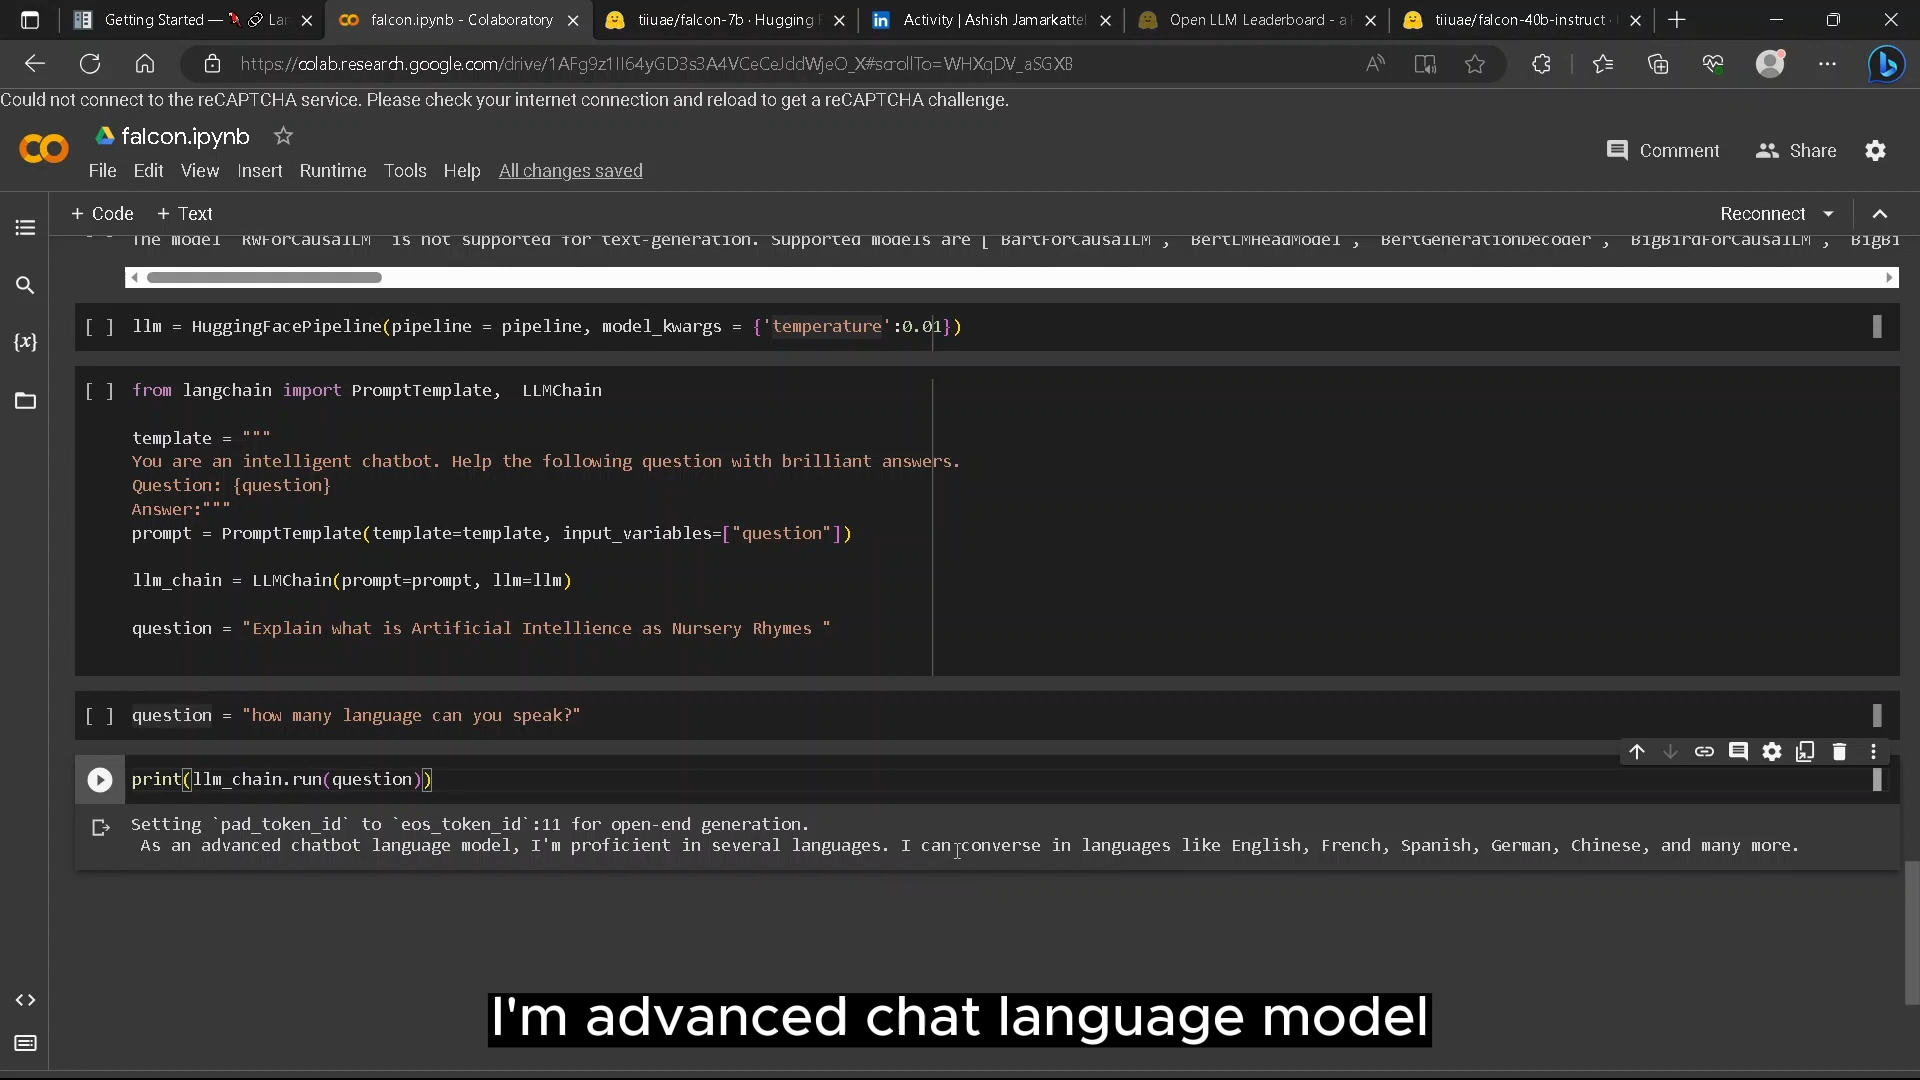 Getting Started — La
falcon.ipynb - Colaboratory
tiiuae/falcon-7b · Hugging F
Activity | Ashish Jamarkattel
Open LLM Leaderboard - a
tiiuae/falcon-40b-instruct ·
https://colab.research.google.com/drive/
Could not connect to the reCAPTCHA service. Please check your internet connection and reload to get a reCAPTCHA challenge.
falcon.ipynb
Comment
Share
File Edit View Insert Runtime Tools Help All changes saved
+ Code + Text
Reconnect
The model 'RWForCausalLM' is not supported for text-generation. Supported models are ['BartForCausalLM', 'BertLMHeadModel', 'BertGenerationDecoder', 'BigBirdForCausalLM', 'BigBi
[ ] llm = HuggingFacePipeline(pipeline = pipeline, model_kwargs = {'temperature':0.01})
[ ] from langchain import PromptTemplate, LLMChain
template = """
You are an intelligent chatbot. Help the following question with brilliant answers.
Question: {question}
Answer:"""
prompt = PromptTemplate(template=template, input_variables=["question"])
llm_chain = LLMChain(prompt=prompt, llm=llm)
question = "Explain what is Artificial Intellience as Nursery Rhymes "
[ ] question = "how many language can you speak?"
print(llm_chain.run(question))
Setting `pad_token_id` to `eos_token_id`:11 for open-end generation.
As an advanced chatbot language model, I'm proficient in several languages. I can converse in languages like English, French, Spanish, German, Chinese, and many more.
I'm advanced chat language model